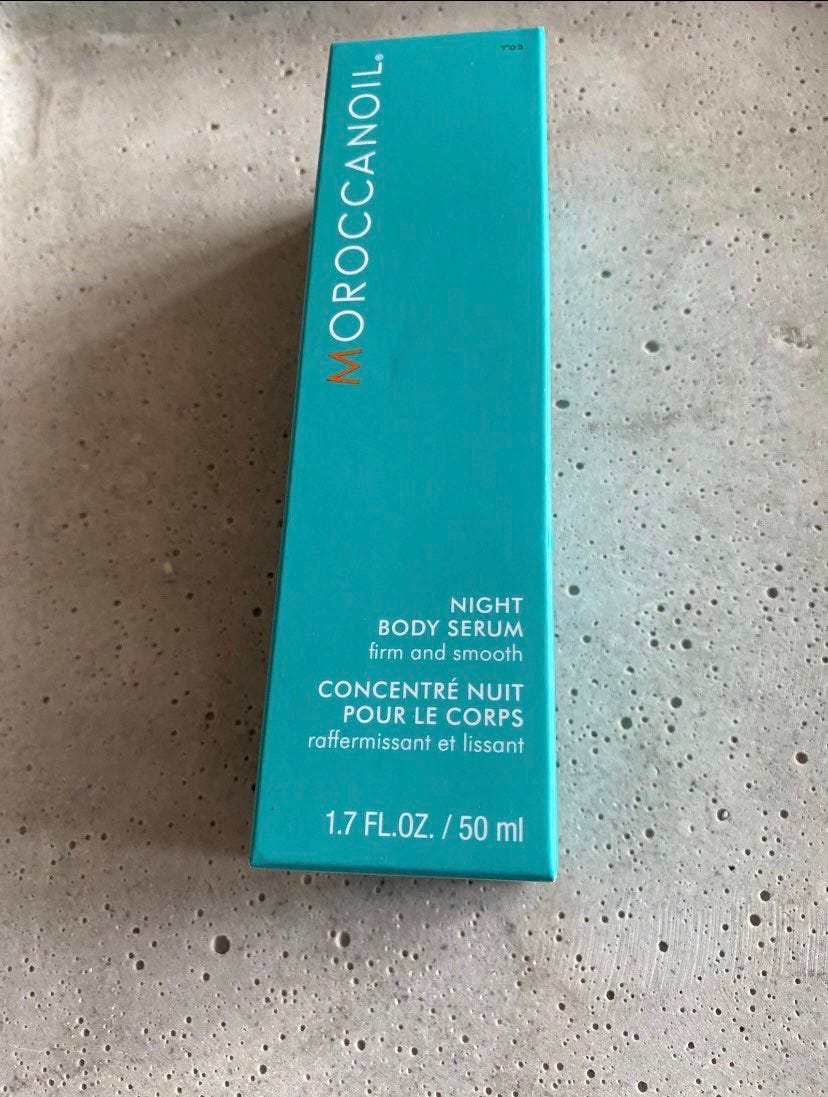 MOROCCANOIL®
NIGHT
BODY SERUM
firm and smooth
CONCENTRÉ NUIT
POUR LE CORPS
raffermissant et lissant
1.7 FL.OZ. / 50 ml